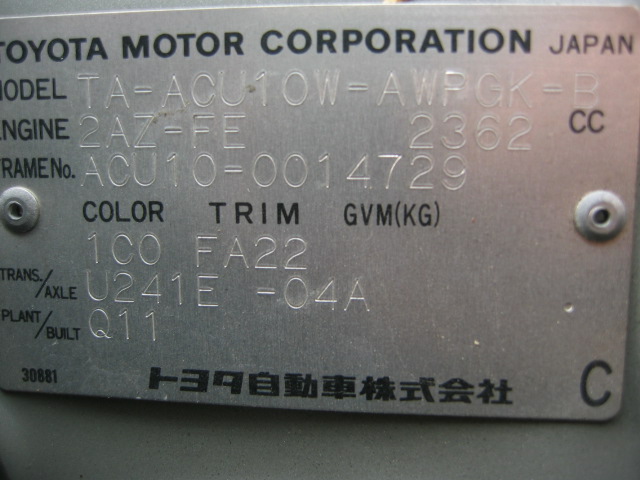 TOYOTA MOTOR CORPORATION JAPAN
MODEL TA-ACU10W-AWPGK-B
ENGINE 2AZ-FE 2362 CC
FRAME No. ACU10-0014729
COLOR TRIM GVM(KG)
1C0 FA22
TRANS./AXLE U241E -04A
PLANT/BUILT Q11
30881 トヨタ自動車株式会社 C